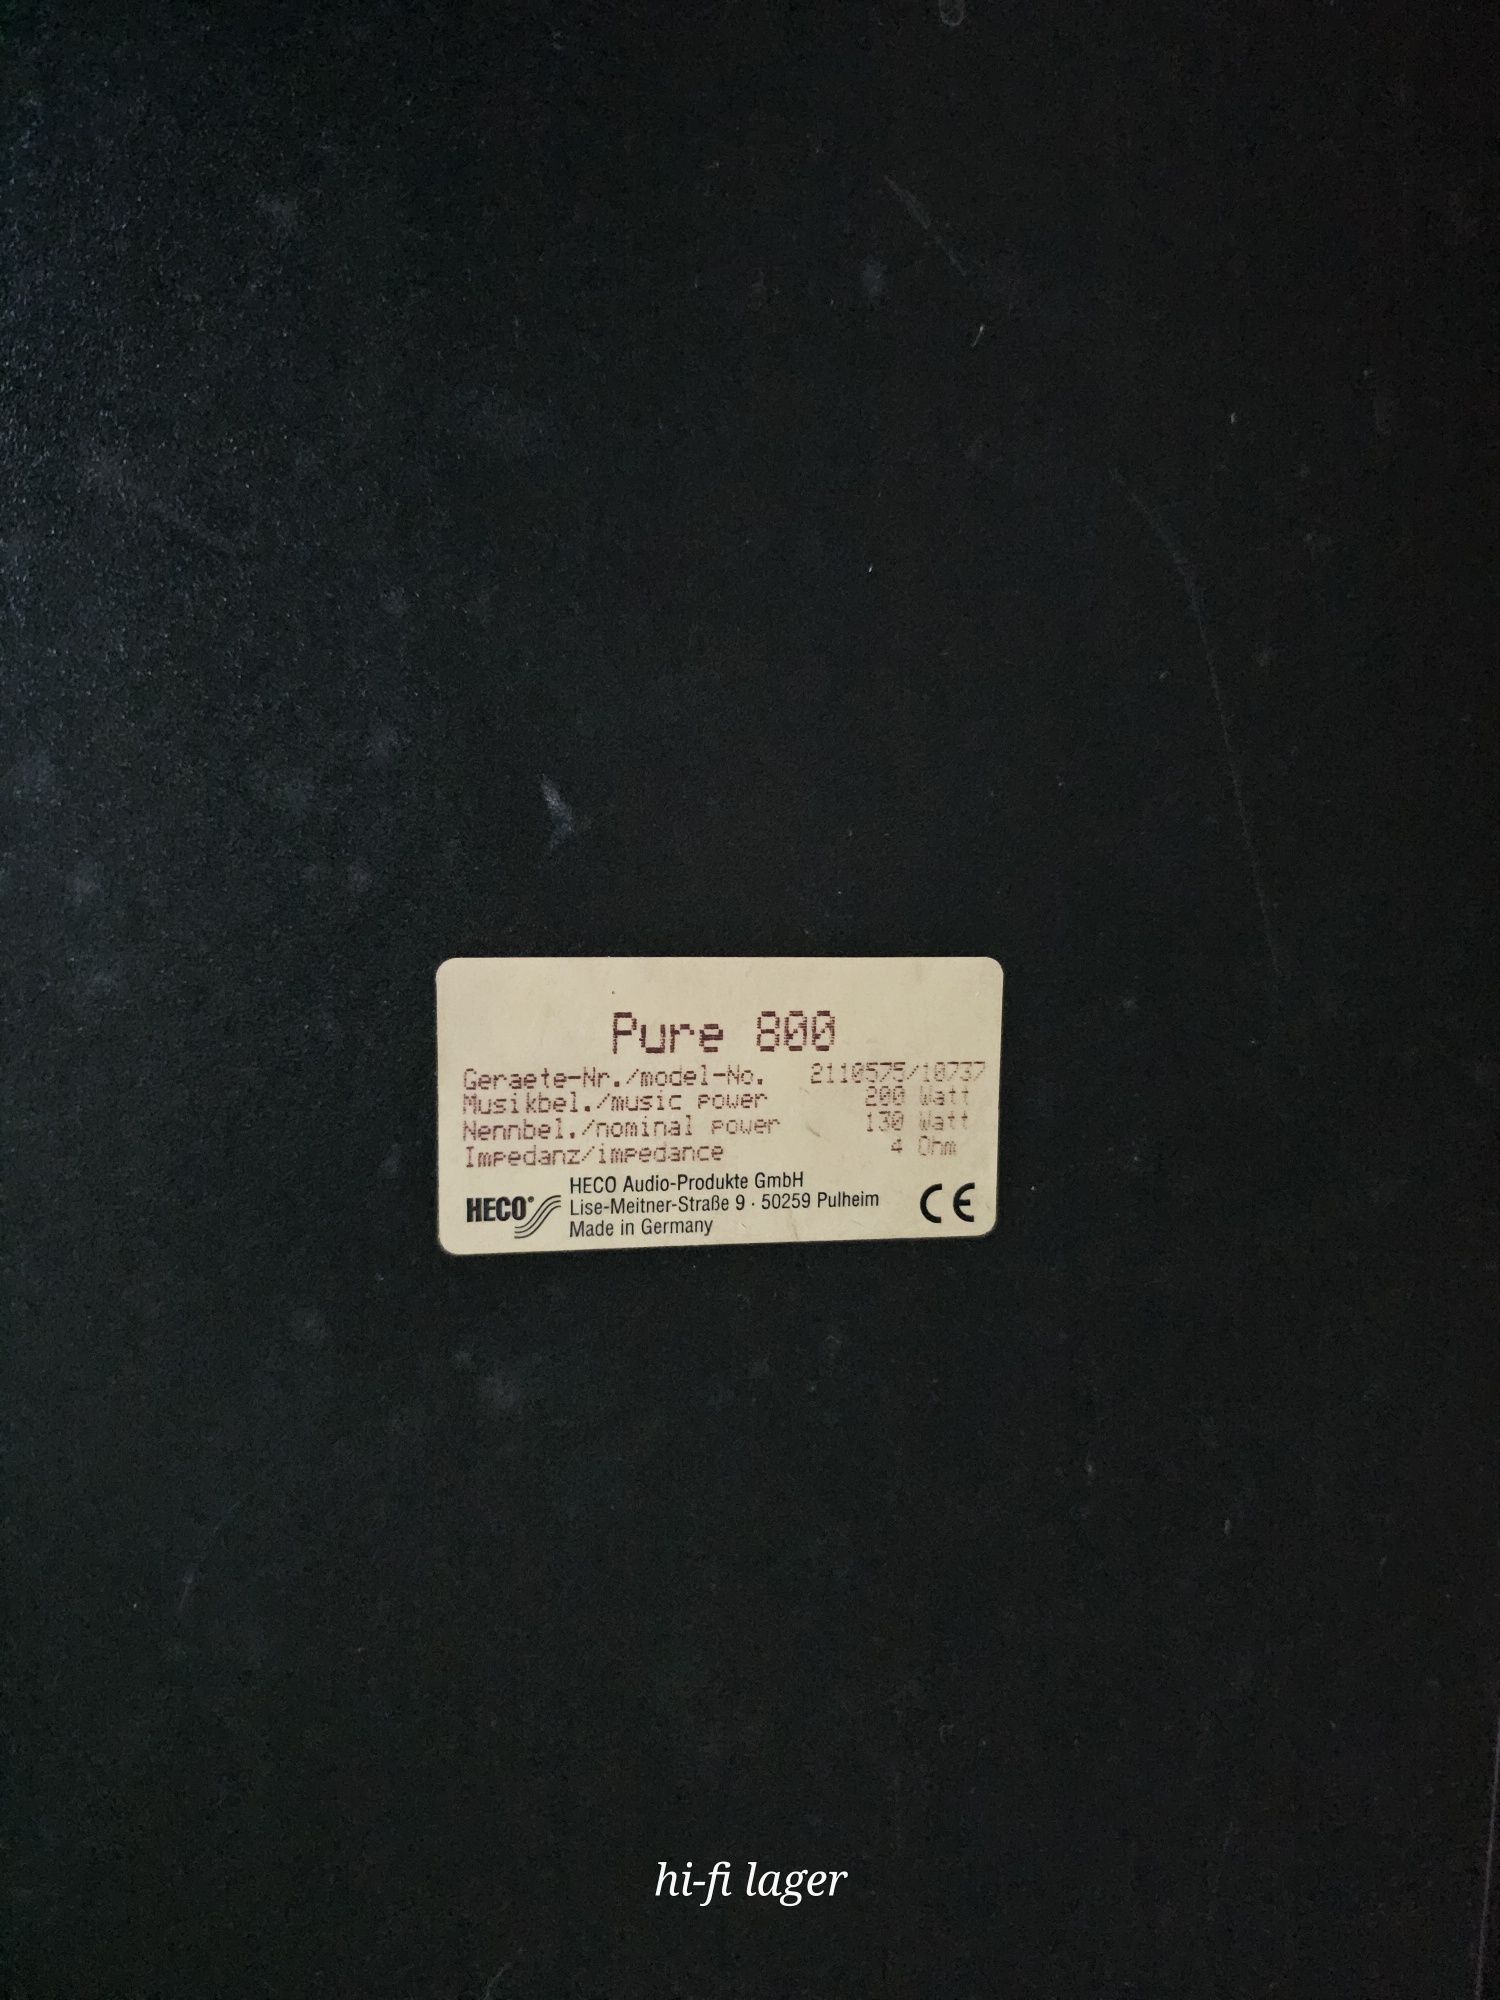 Pure 800
Geraete-Nr./model-No. 2110575/10737
Musikbel./music power 200 Watt
Nennbel./nominal power 130 Watt
Impedanz/impedance 4 Ohm
HECO
HECO Audio-Produkte GmbH
Lise-Meitner-Straße 9 · 50259 Pulheim
Made in Germany
CE
hi-fi lager